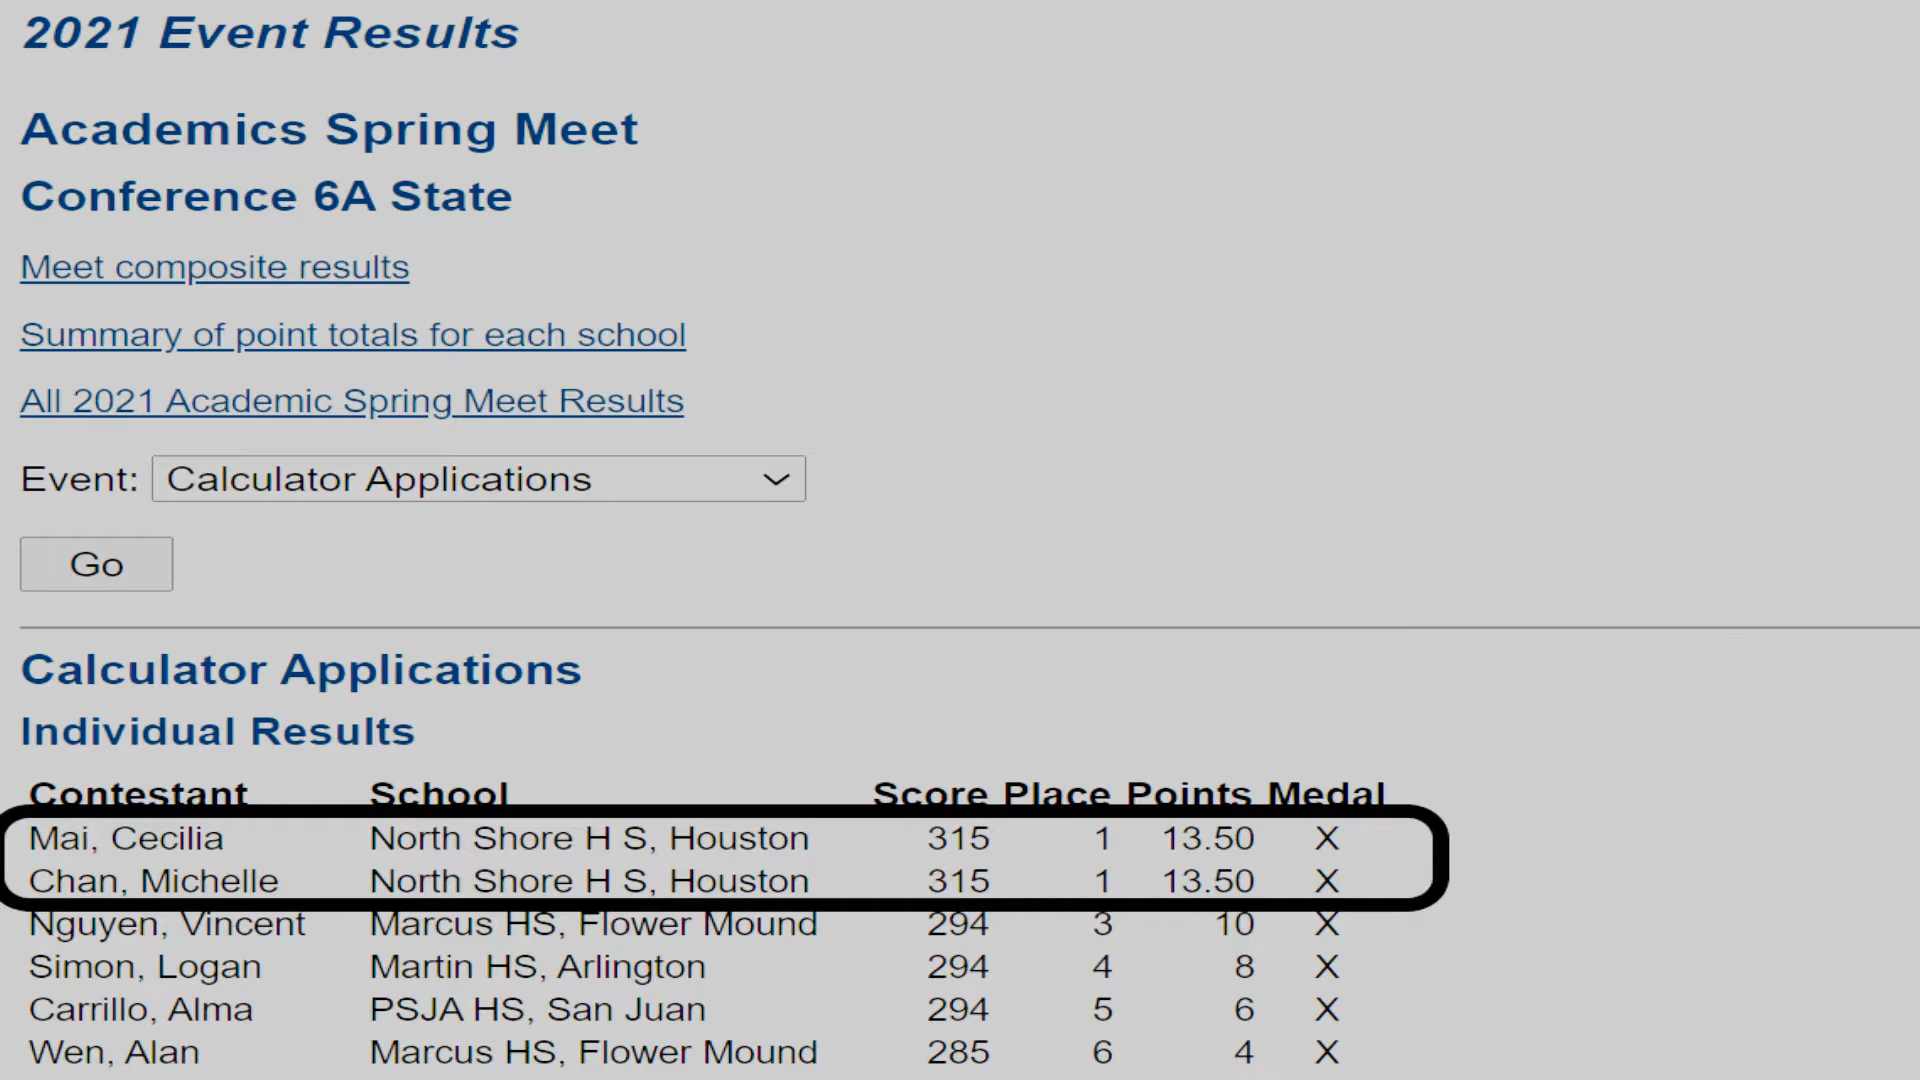 2021 Event Results
Academics Spring Meet
Conference 6A State
Meet composite results
Summary of point totals for each school
All 2021 Academic Spring Meet Results
Event: Calculator Applications
Go
Calculator Applications
Individual Results
Contestant School Score Place Points Medal
Mai, Cecilia North Shore H S, Houston 315 1 13.50 X
Chan, Michelle North Shore H S, Houston 315 1 13.50 X
Nguyen, Vincent Marcus HS, Flower Mound 294 3 10 X
Simon, Logan Martin HS, Arlington 294 4 8 X
Carrillo, Alma PSJA HS, San Juan 294 5 6 X
Wen, Alan Marcus HS, Flower Mound 285 6 4 X